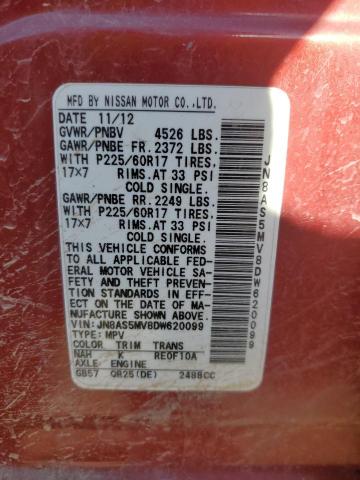 MFD BY NISSAN MOTOR CO.,LTD.
DATE 11/12
GVWR/PNBV 4526 LBS.
GAWR/PNBE FR. 2372 LBS.
WITH P225/60R17 TIRES,
17x7 RIMS.AT 33 PSI
COLD SINGLE.
GAWR/PNBE RR. 2249 LBS.
WITH P225/60R17 TIRES,
17x7 RIMS.AT 33 PSI
COLD SINGLE.
THIS VEHICLE CONFORMS
TO ALL APPLICABLE FED-
ERAL MOTOR VEHICLE SA-
FETY AND THEFT PREVEN-
TION STANDARDS IN EFF-
ECT ON THE DATE OF MAN-
UFACTURE SHOWN ABOVE.
VIN:JN8AS5MV8DW620099
TYPE:MPV
COLOR TRIM TRANS
NAH K RE0F10A
AXLE ENGINE
GB57 QR25(DE) 2488CC
JN8AS5MV8DW620099